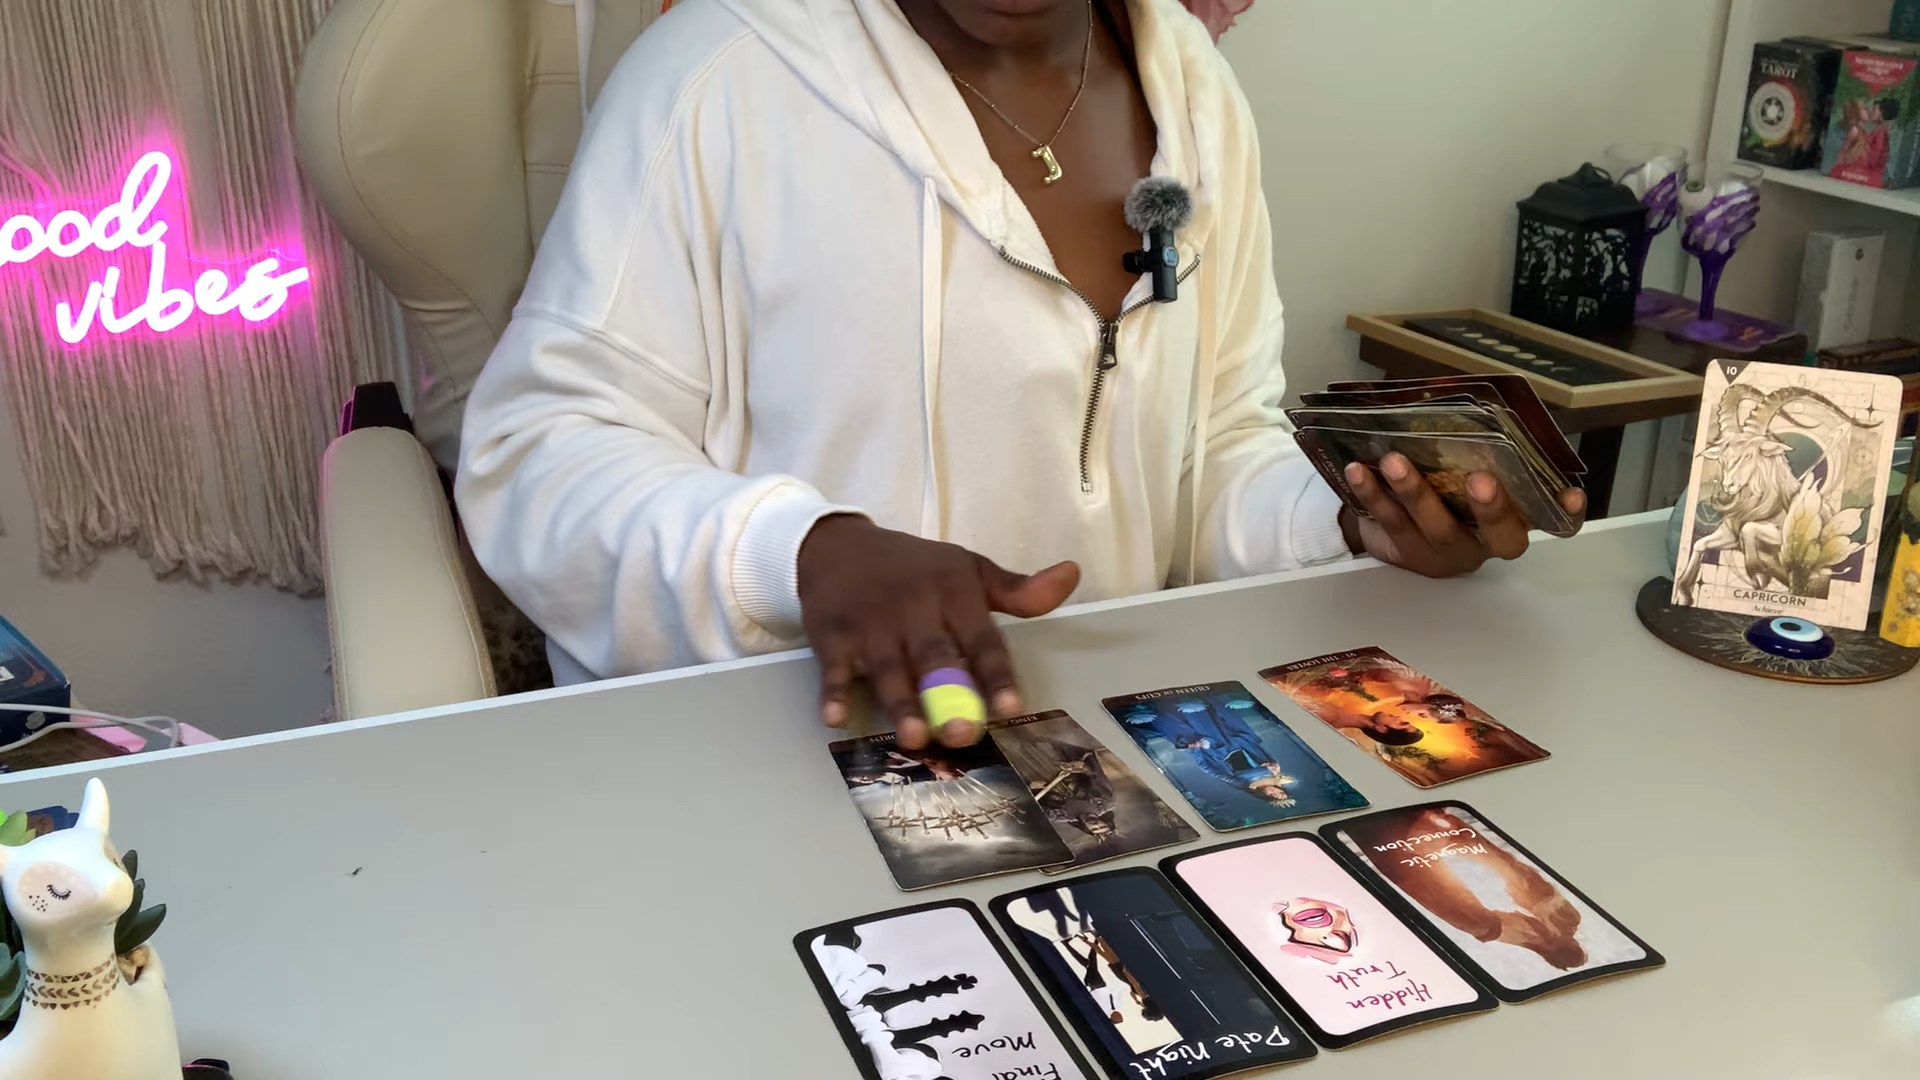 ood
vibes
TAROT
10
CAPRICORN
Achieve
VI · THE LOVERS
QUEEN OF CUPS
KING
Magnetic
Connection
Hidden
Truth
Date Night
Final
Move